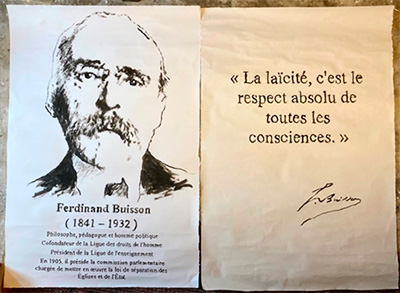 Ferdinand Buisson
( 1841 – 1932 )
Philosophe, pédagogue et homme politique
Cofondateur de la Ligue des droits de l'homme
Président de la Ligue de l'enseignement
En 1905, il préside la commission parlementaire
chargée de mettre en œuvre la loi de séparation des
Églises et de l'État.
« La laïcité, c'est le
respect absolu de
toutes les
consciences. »
F. Buisson